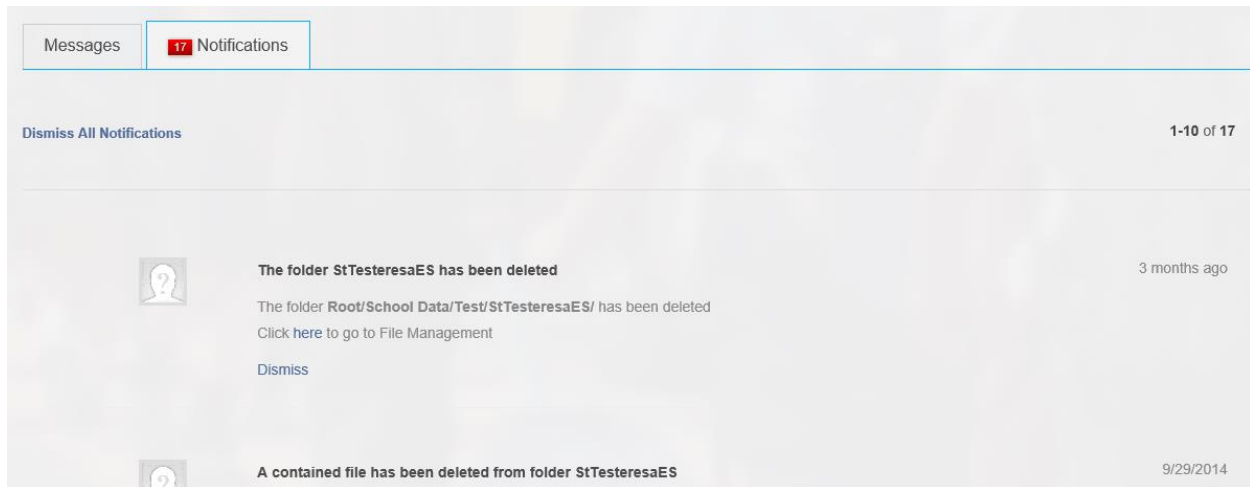 Messages
17 Notifications
Dismiss All Notifications
1-10 of 17
The folder StTesteresaES has been deleted
3 months ago
The folder Root/School Data/Test/StTesteresaES/ has been deleted
Click here to go to File Management
Dismiss
A contained file has been deleted from folder StTesteresaES
9/29/2014